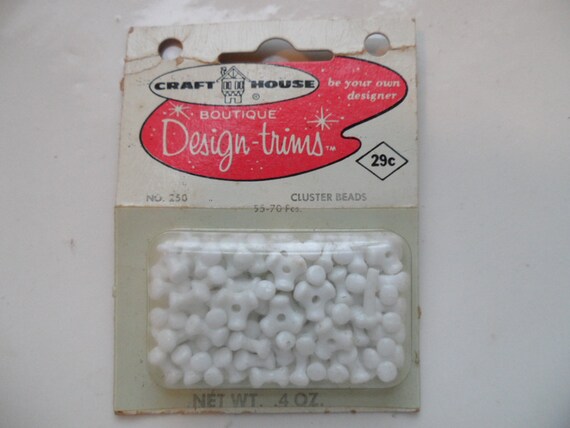 CRAFT HOUSE
®
be your own
designer
BOUTIQUE
Design-trims™
29c
NO. 250
CLUSTER BEADS
55-70 Pcs.
NET WT. .4 OZ.